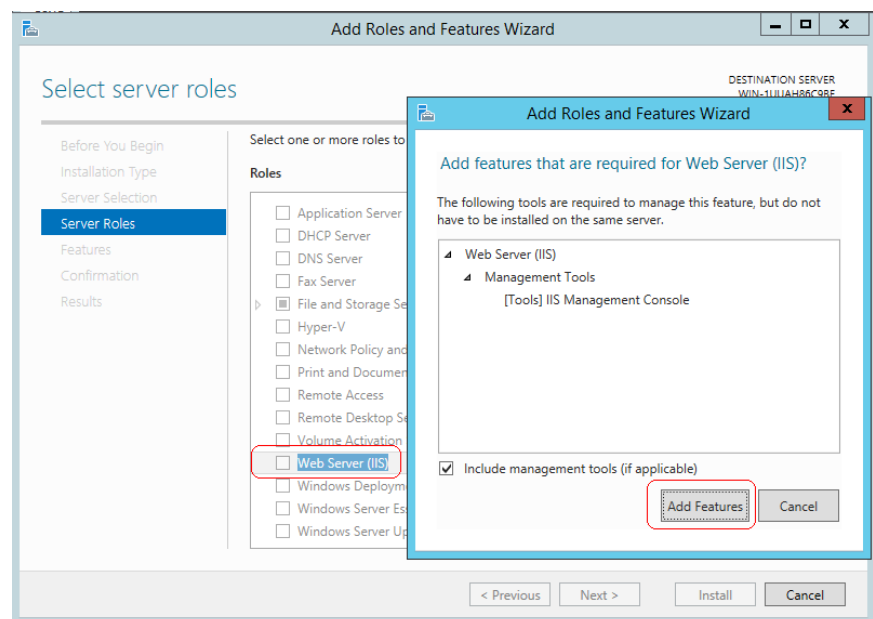 Add Roles and Features Wizard
Select server roles
DESTINATION SERVER
Before You Begin
Installation Type
Server Selection
Server Roles
Features
Confirmation
Results
Select one or more roles to
Roles
Application Server
DHCP Server
DNS Server
Fax Server
File and Storage Se
Hyper-V
Network Policy and
Print and Documen
Remote Access
Remote Desktop Se
Volume Activation
Web Server (IIS)
Windows Deploym
Windows Server Es
Windows Server Up
Add Roles and Features Wizard
X
Add features that are required for Web Server (IIS)?
The following tools are required to manage this feature, but do not
have to be installed on the same server.
Web Server (IIS)
Management Tools
[Tools] IIS Management Console
Include management tools (if applicable)
Add Features
Cancel
< Previous
Next >
Install
Cancel